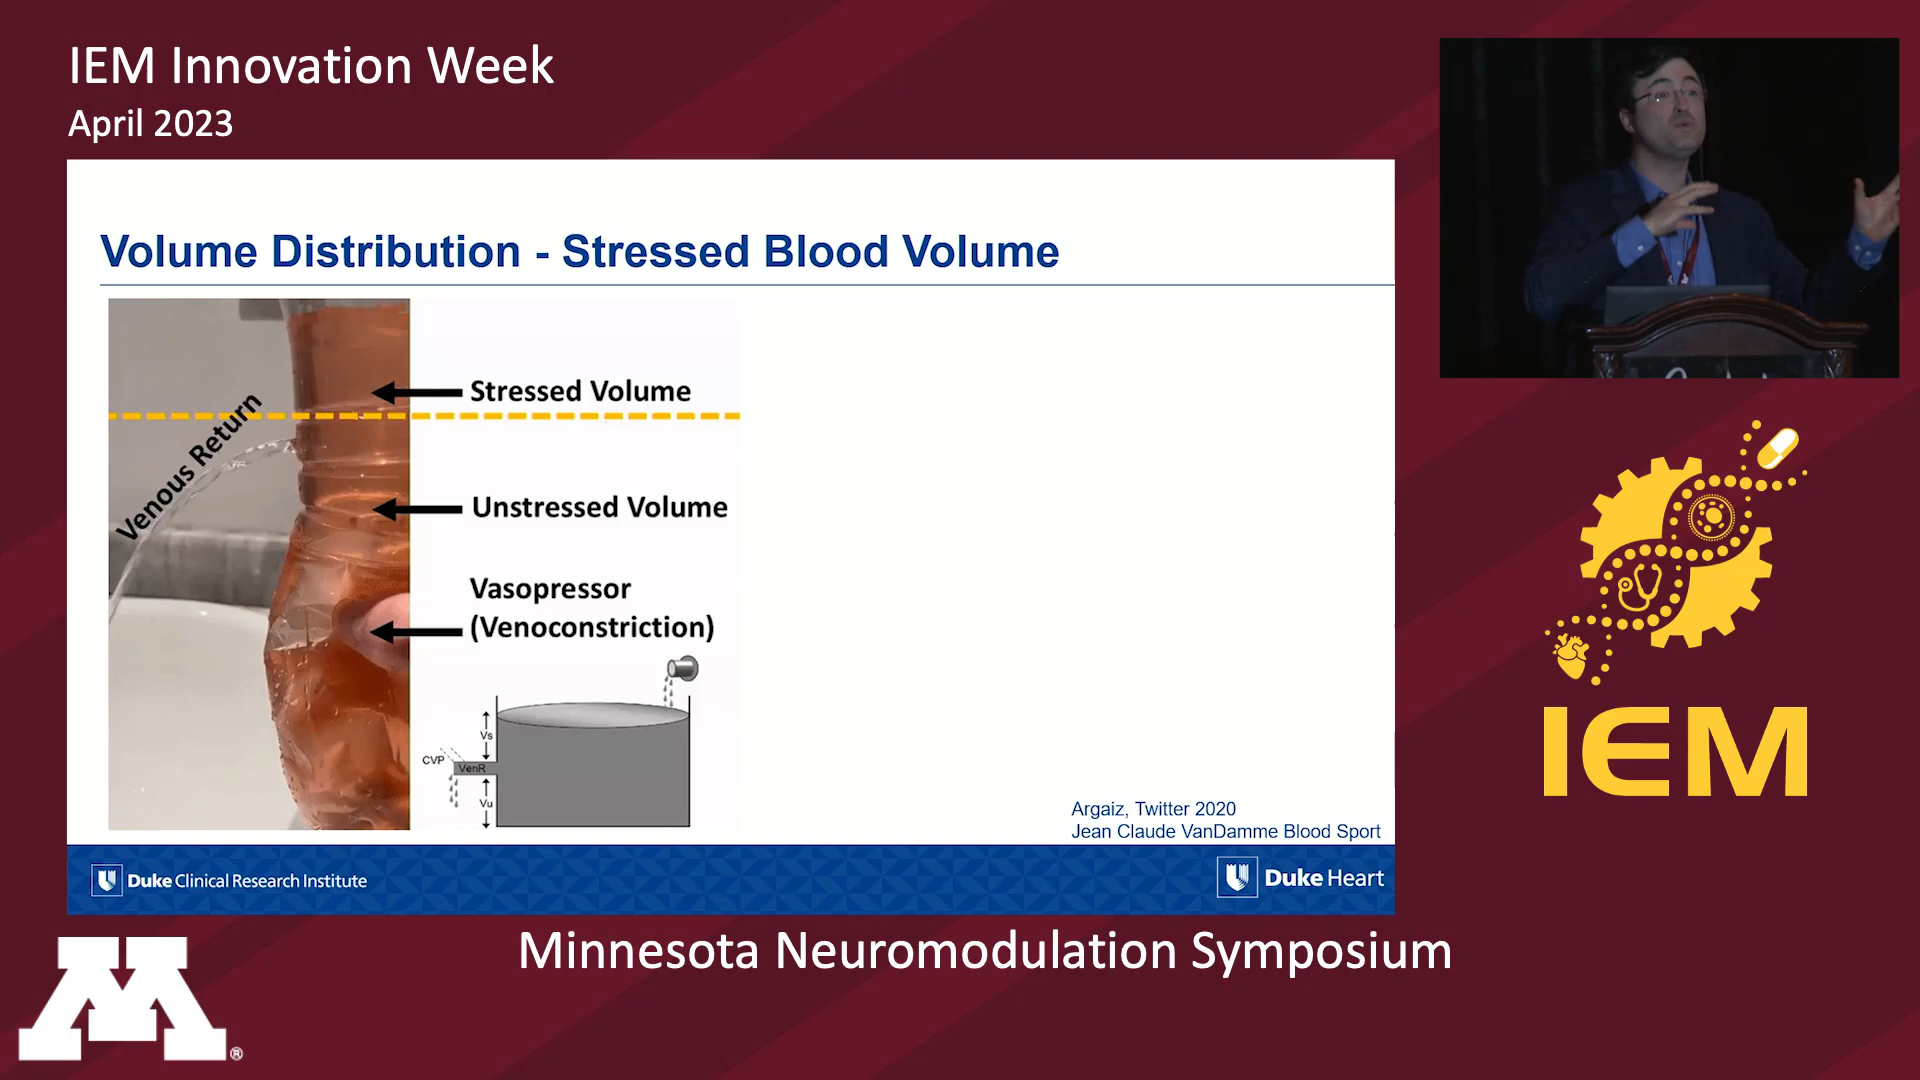 IEM Innovation Week
April 2023
Volume Distribution - Stressed Blood Volume
Venous Return
Stressed Volume
Unstressed Volume
Vasopressor
(Venoconstriction)
Vs
CVP
VenR
Vu
Argaiz, Twitter 2020
Jean Claude VanDamme Blood Sport
Duke Clinical Research Institute
Duke Heart
IEM
M®
Minnesota Neuromodulation Symposium